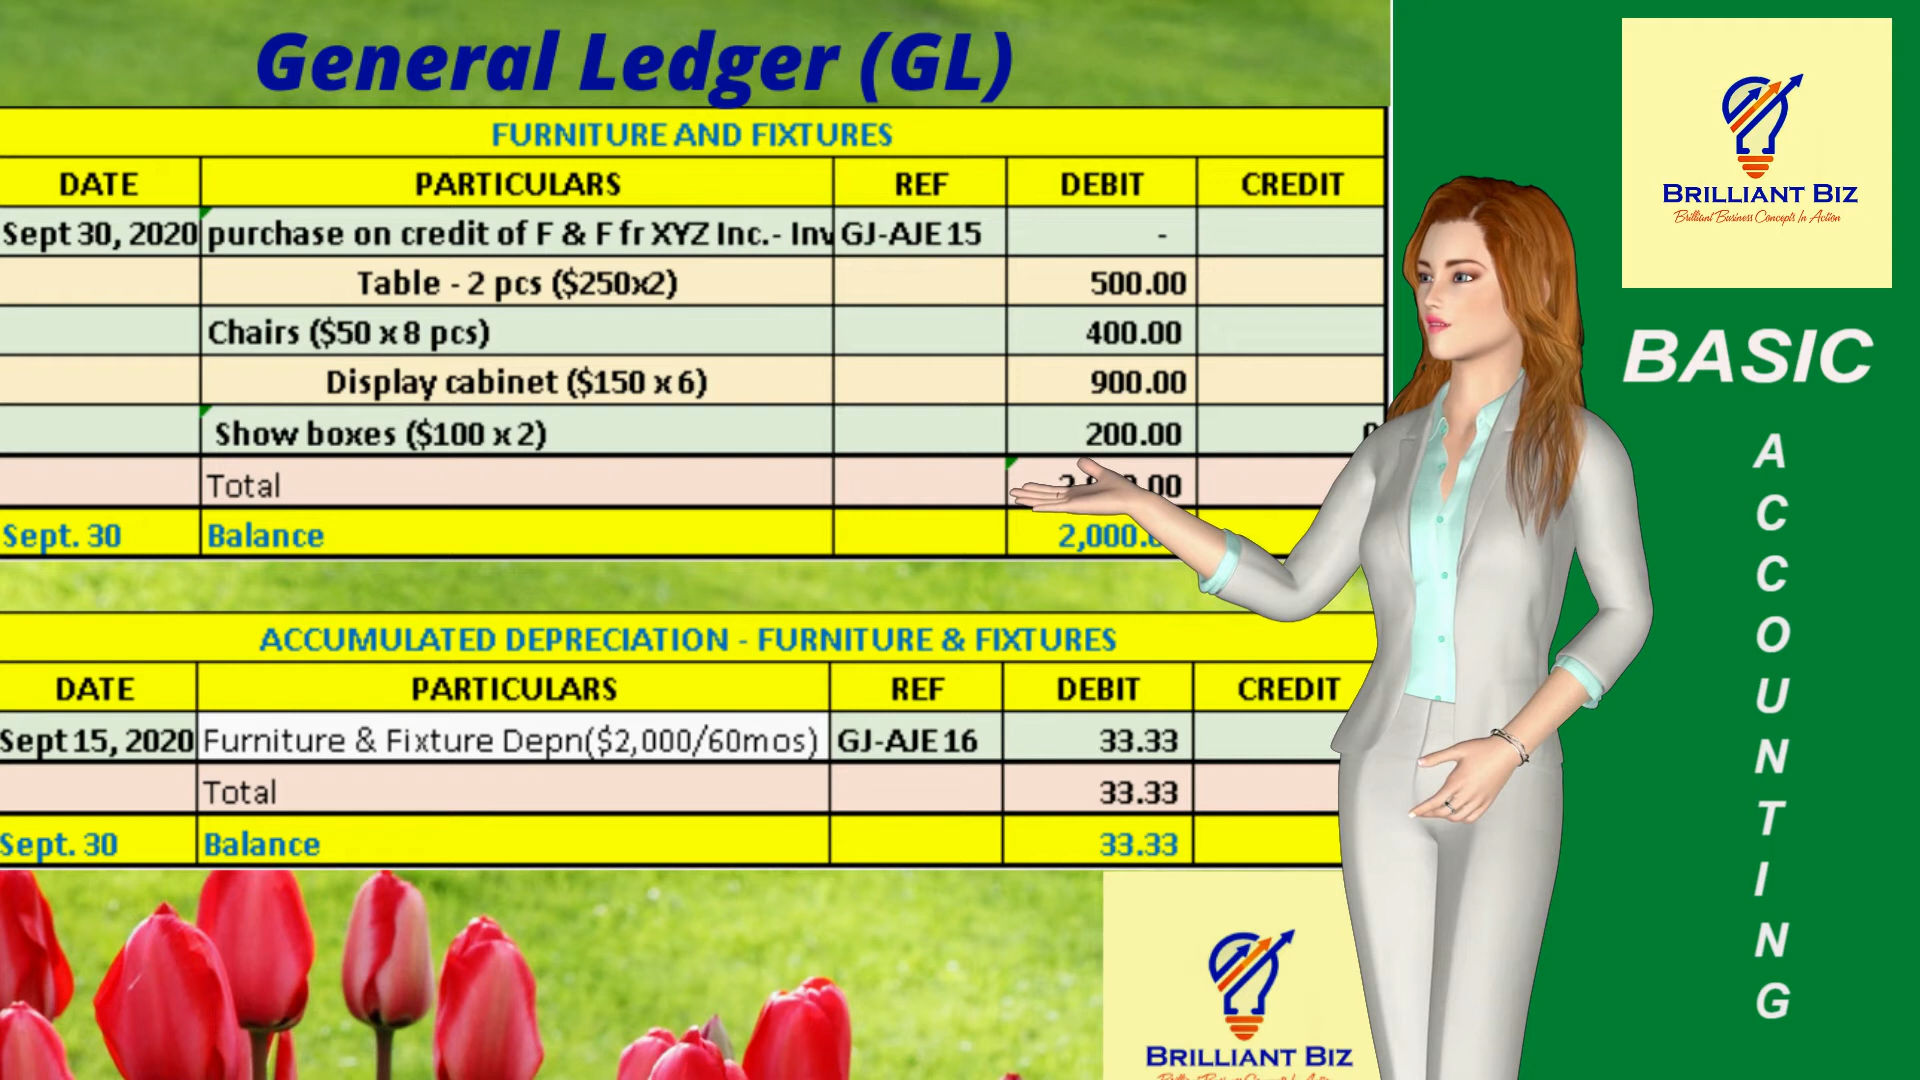 General Ledger (GL)
FURNITURE AND FIXTURES
DATE PARTICULARS REF DEBIT CREDIT
Sept 30, 2020 purchase on credit of F & F fr XYZ Inc.- Inv GJ-AJE 15 -
Table - 2 pcs ($250x2) 500.00
Chairs ($50 x 8 pcs) 400.00
Display cabinet ($150 x 6) 900.00
Show boxes ($100 x 2) 200.00
Total
Sept. 30 Balance 2,000.
ACCUMULATED DEPRECIATION - FURNITURE & FIXTURES
DATE PARTICULARS REF DEBIT CREDIT
Sept 15, 2020 Furniture & Fixture Depn($2,000/60mos) GJ-AJE 16 33.33
Total 33.33
Sept. 30 Balance 33.33
BRILLIANT BIZ
BRILLIANT BIZ
Brilliant Business Concepts In Action
BASIC
A
C
C
O
U
N
T
I
N
G